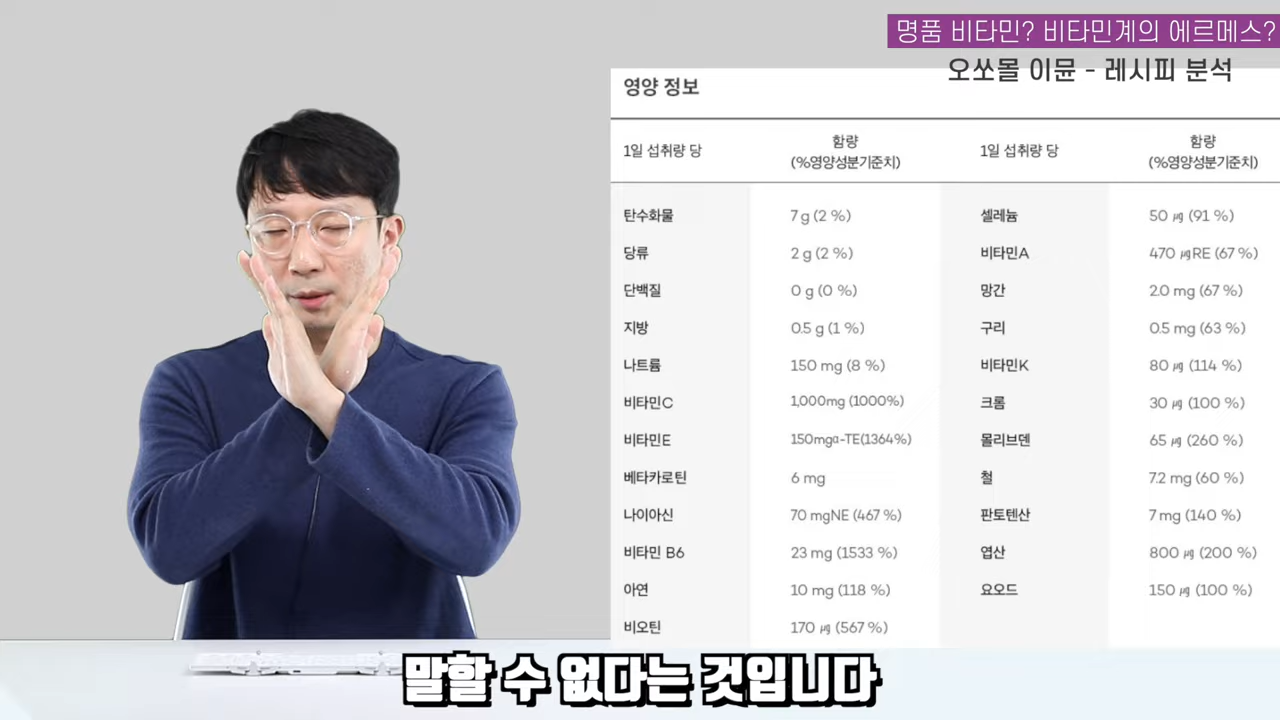 명품 비타민? 비타민계의 에르메스?
오쏘몰 이뮨 - 레시피 분석
영양 정보
1일 섭취량 당 함량 (%영양성분기준치) 1일 섭취량 당 함량 (%영양성분기준치)
탄수화물 7 g (2 %) 셀레늄 50 ㎍ (91 %)
당류 2 g (2 %) 비타민A 470 ㎍RE (67 %)
단백질 0 g (0 %) 망간 2.0 mg (67 %)
지방 0.5 g (1 %) 구리 0.5 mg (63 %)
나트륨 150 mg (8 %) 비타민K 80 ㎍ (114 %)
비타민C 1,000mg (1000%) 크롬 30 ㎍ (100 %)
비타민E 150mgα-TE(1364%) 몰리브덴 65 ㎍ (260 %)
베타카로틴 6 mg 철 7.2 mg (60 %)
나이아신 70 mgNE (467 %) 판토텐산 7 mg (140 %)
비타민 B6 23 mg (1533 %) 엽산 800 ㎍ (200 %)
아연 10 mg (118 %) 요오드 150 ㎍ (100 %)
비오틴 170 ㎍ (567 %)
말할 수 없다는 것입니다